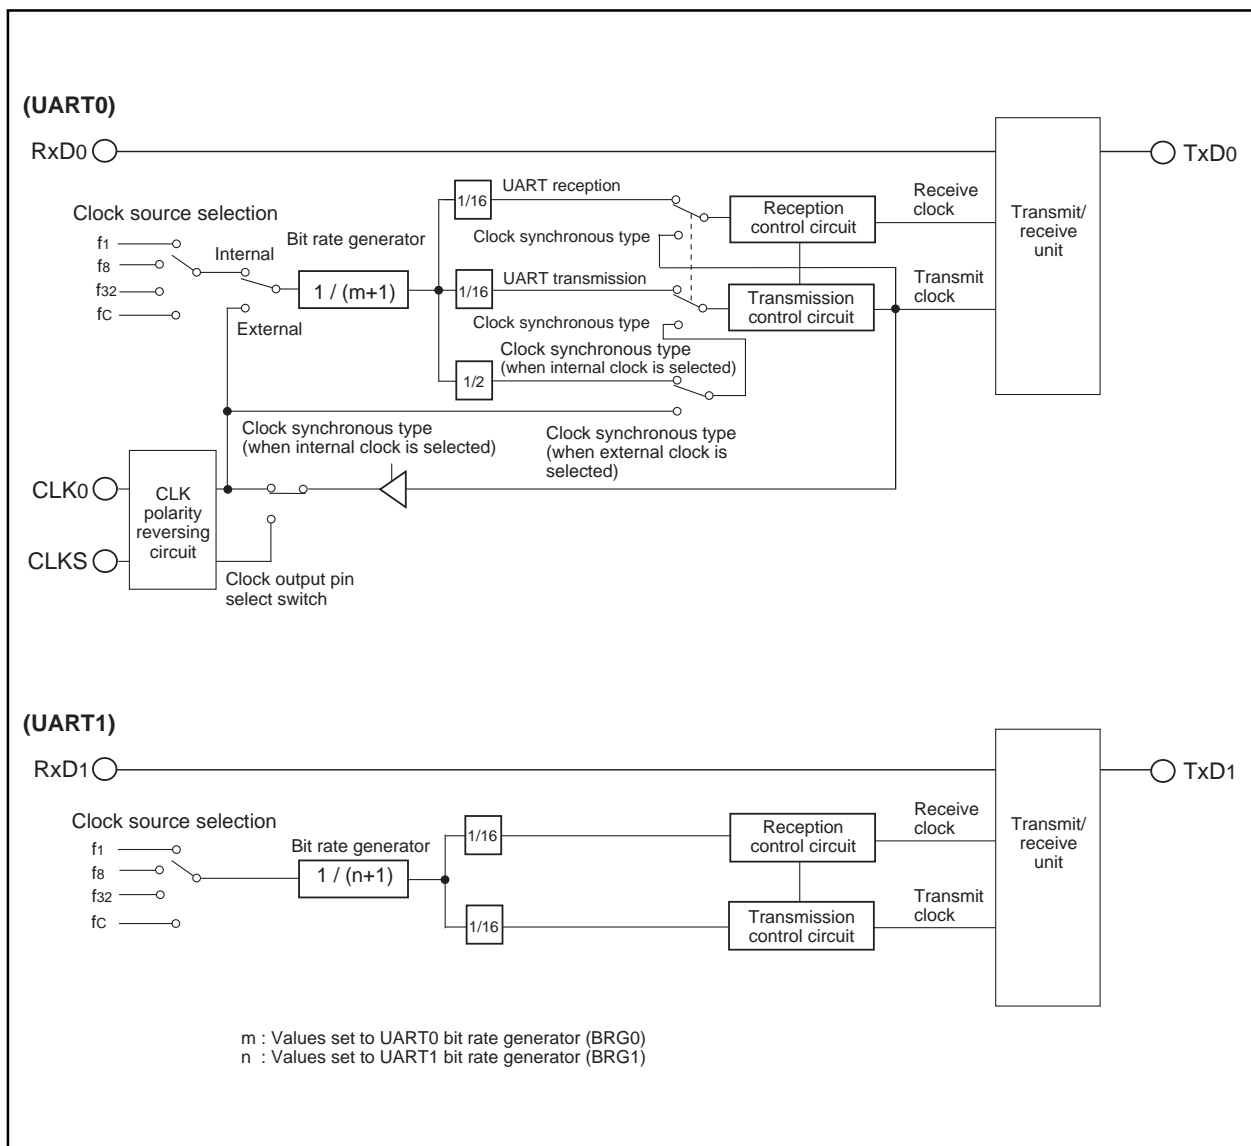 (UART0)
RxD0
TxD0
Clock source selection
f1
f8
f32
fC
Internal
External
Bit rate generator
1 / (m+1)
1/16
UART reception
Clock synchronous type
1/16
UART transmission
Clock synchronous type
1/2
Clock synchronous type
(when internal clock is selected)
Reception
control circuit
Transmission
control circuit
Receive
clock
Transmit
clock
Transmit/
receive
unit
Clock synchronous type
(when internal clock is selected)
Clock synchronous type
(when external clock is
selected)
CLK0
CLKS
CLK
polarity
reversing
circuit
Clock output pin
select switch
(UART1)
RxD1
TxD1
Clock source selection
f1
f8
f32
fC
Bit rate generator
1 / (n+1)
1/16
1/16
Reception
control circuit
Transmission
control circuit
Receive
clock
Transmit
clock
Transmit/
receive
unit
m : Values set to UART0 bit rate generator (BRG0)
n : Values set to UART1 bit rate generator (BRG1)